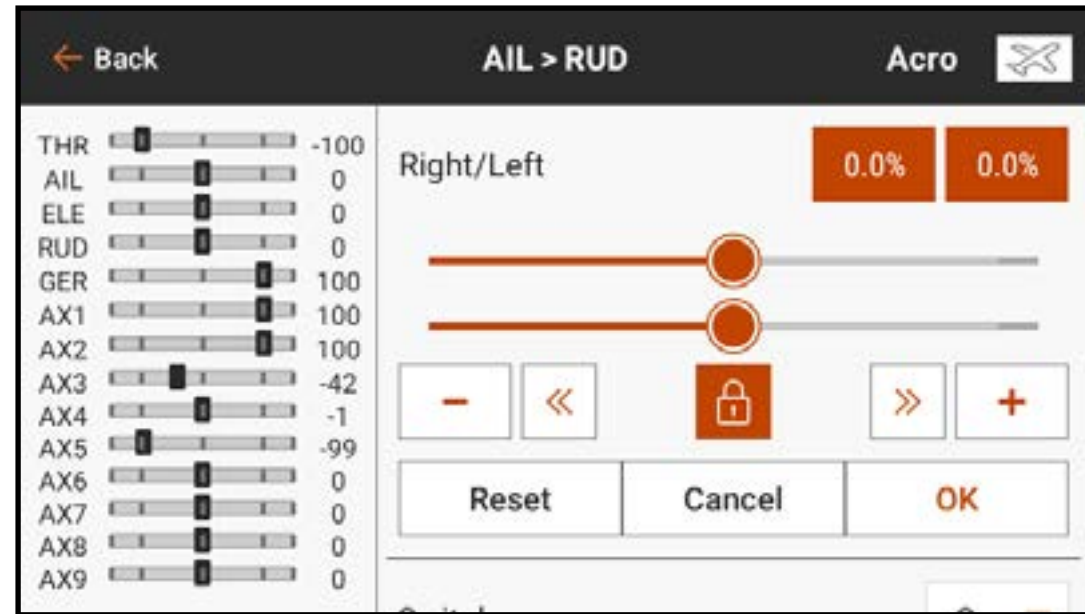 ← Back AIL > RUD Acro
THR -100
AIL 0
ELE 0
RUD 0
GER 100
AX1 100
AX2 100
AX3 -42
AX4 -1
AX5 -99
AX6 0
AX7 0
AX8 0
AX9 0
Right/Left 0.0% 0.0%
− « » +
Reset Cancel OK